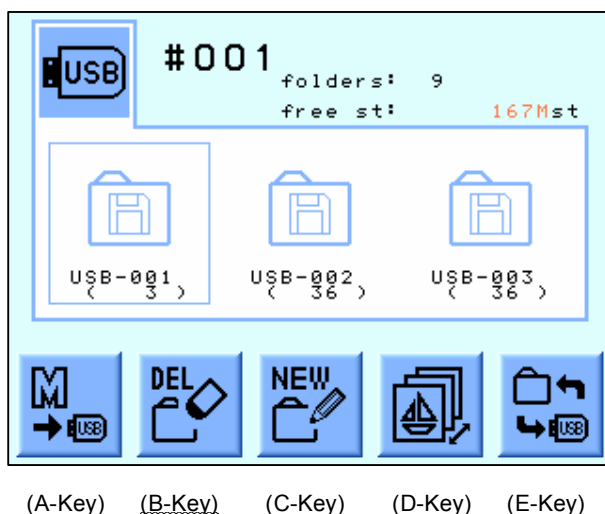 USB #001
folders: 9
free st: 167Mst
USB-001 USB-002 USB-003
( 3 ) ( 36 ) ( 36 )
M DEL NEW
USB USB
(A-Key) (B-Key) (C-Key) (D-Key) (E-Key)